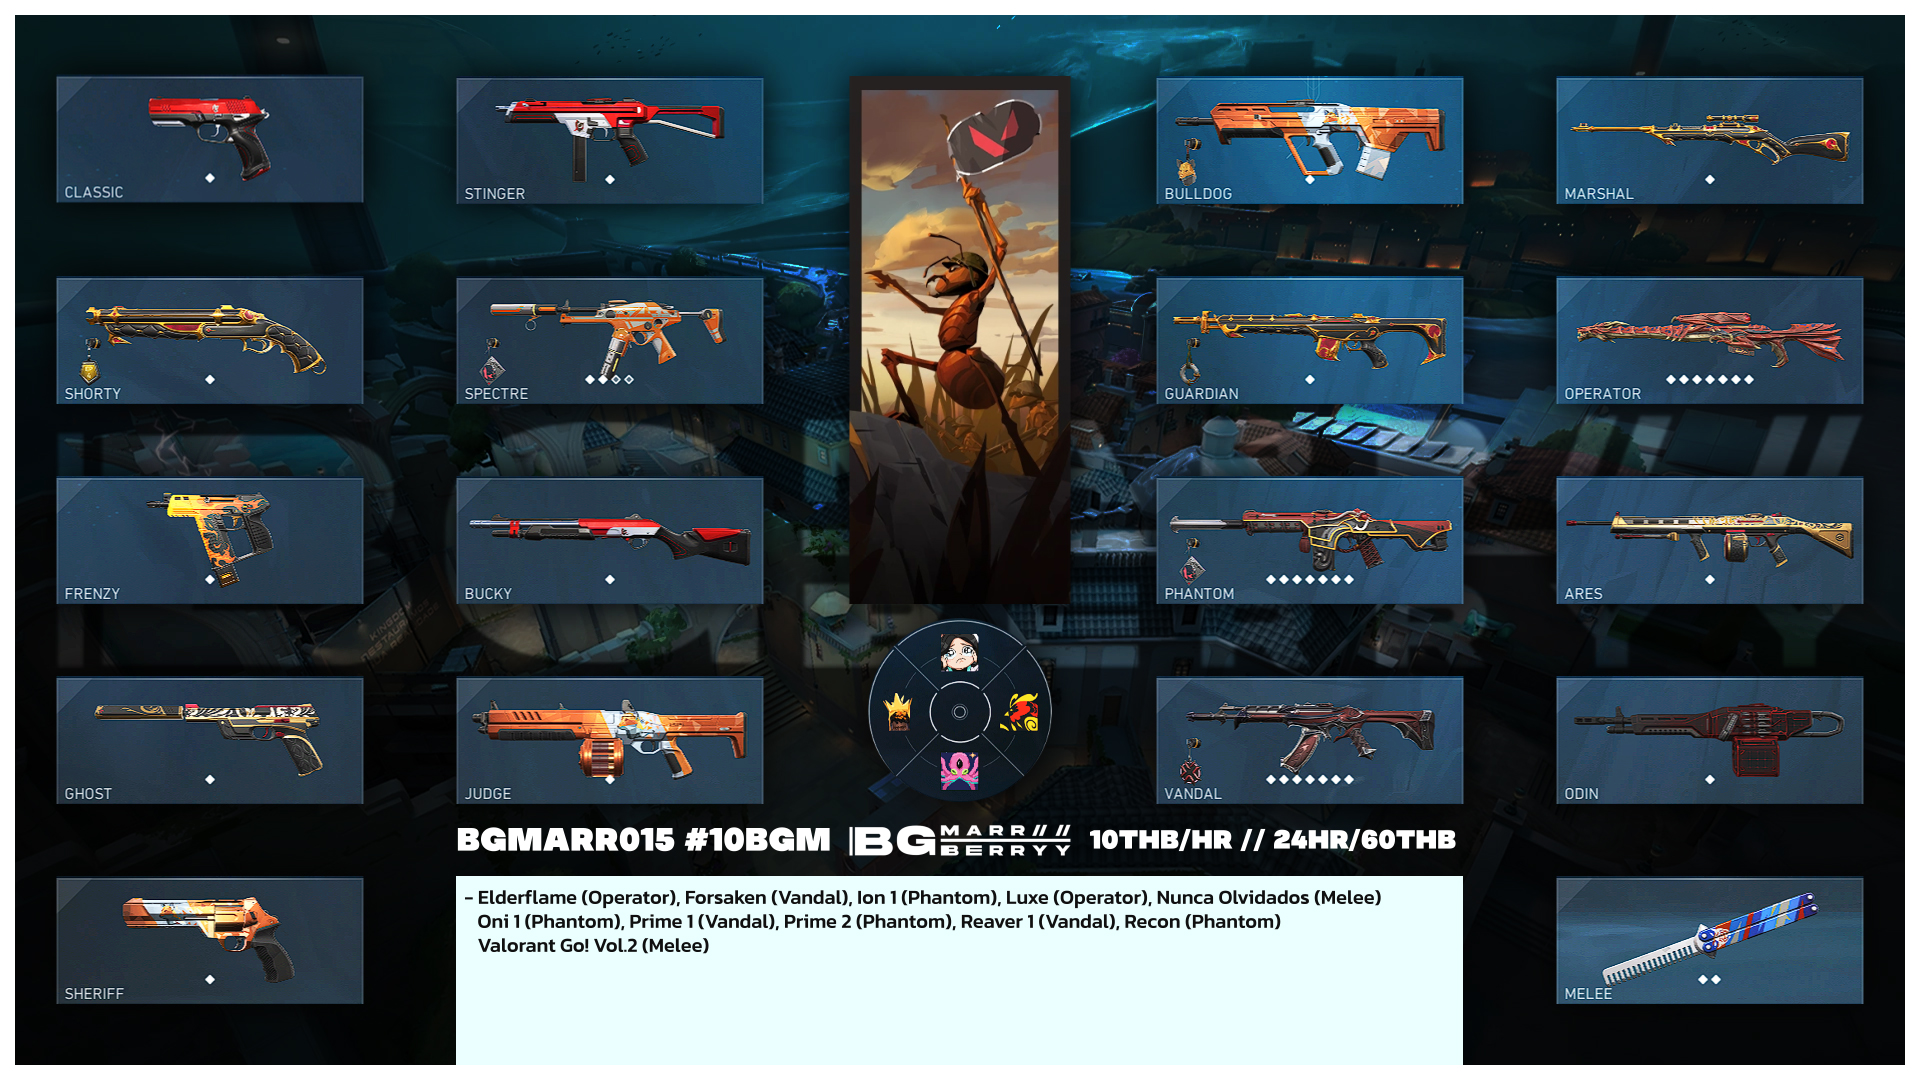 CLASSIC
STINGER
BULLDOG
MARSHAL
SHORTY
SPECTRE
GUARDIAN
OPERATOR
FRENZY
BUCKY
PHANTOM
ARES
GHOST
JUDGE
VANDAL
ODIN
BGMARR015 #10BGM
BG MARR// //
BERRYY
10THB/HR // 24HR/60THB
- Elderflame (Operator), Forsaken (Vandal), Ion 1 (Phantom), Luxe (Operator), Nunca Olvidados (Melee)
Oni 1 (Phantom), Prime 1 (Vandal), Prime 2 (Phantom), Reaver 1 (Vandal), Recon (Phantom)
Valorant Go! Vol.2 (Melee)
SHERIFF
MELEE